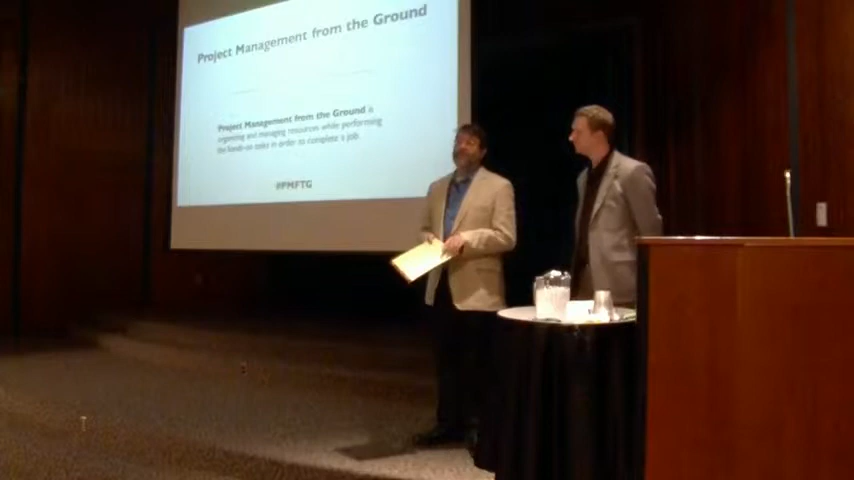 Project Management from the Ground
Project Management from the Ground is
organizing and managing resources while performing
the hands-on tasks in order to complete a job.
#PMFTG